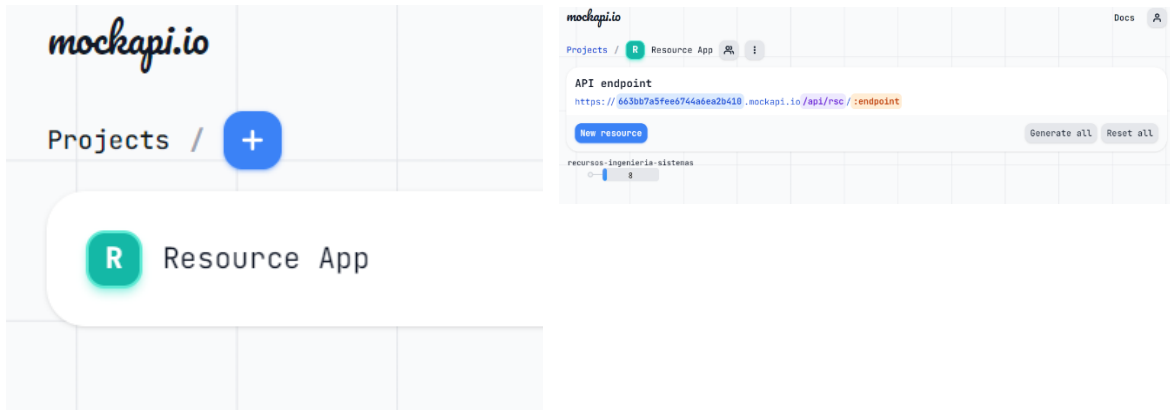 mockapi.io
Projects / +
R Resource App
mockapi.io Docs
Projects / R Resource App
API endpoint
https://663bb7a5fee6744a6ea2b410.mockapi.io/api/rsc/:endpoint
New resource Generate all Reset all
recursos-ingenieria-sistemas
8